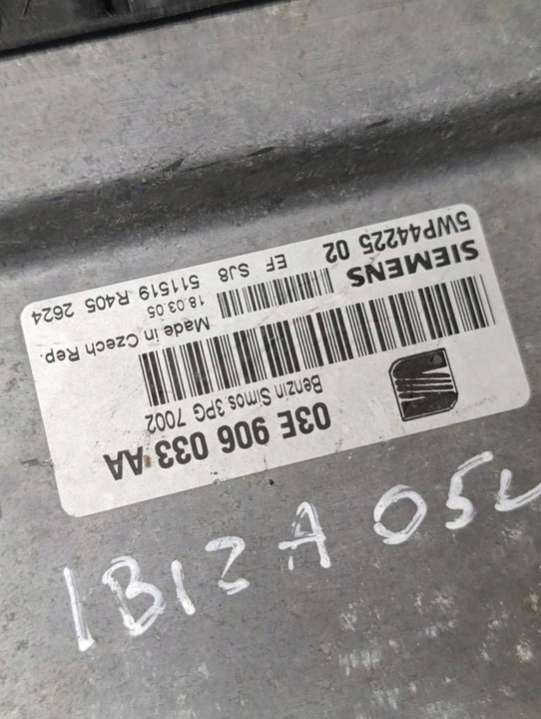 03E 906 033 AA
Benzin Simos 3PG 7002
Made in Czech Rep.
18.03.05
EF SJ8 511519 R405 2624
SIEMENS
5WP44225 02
IBIZA 05